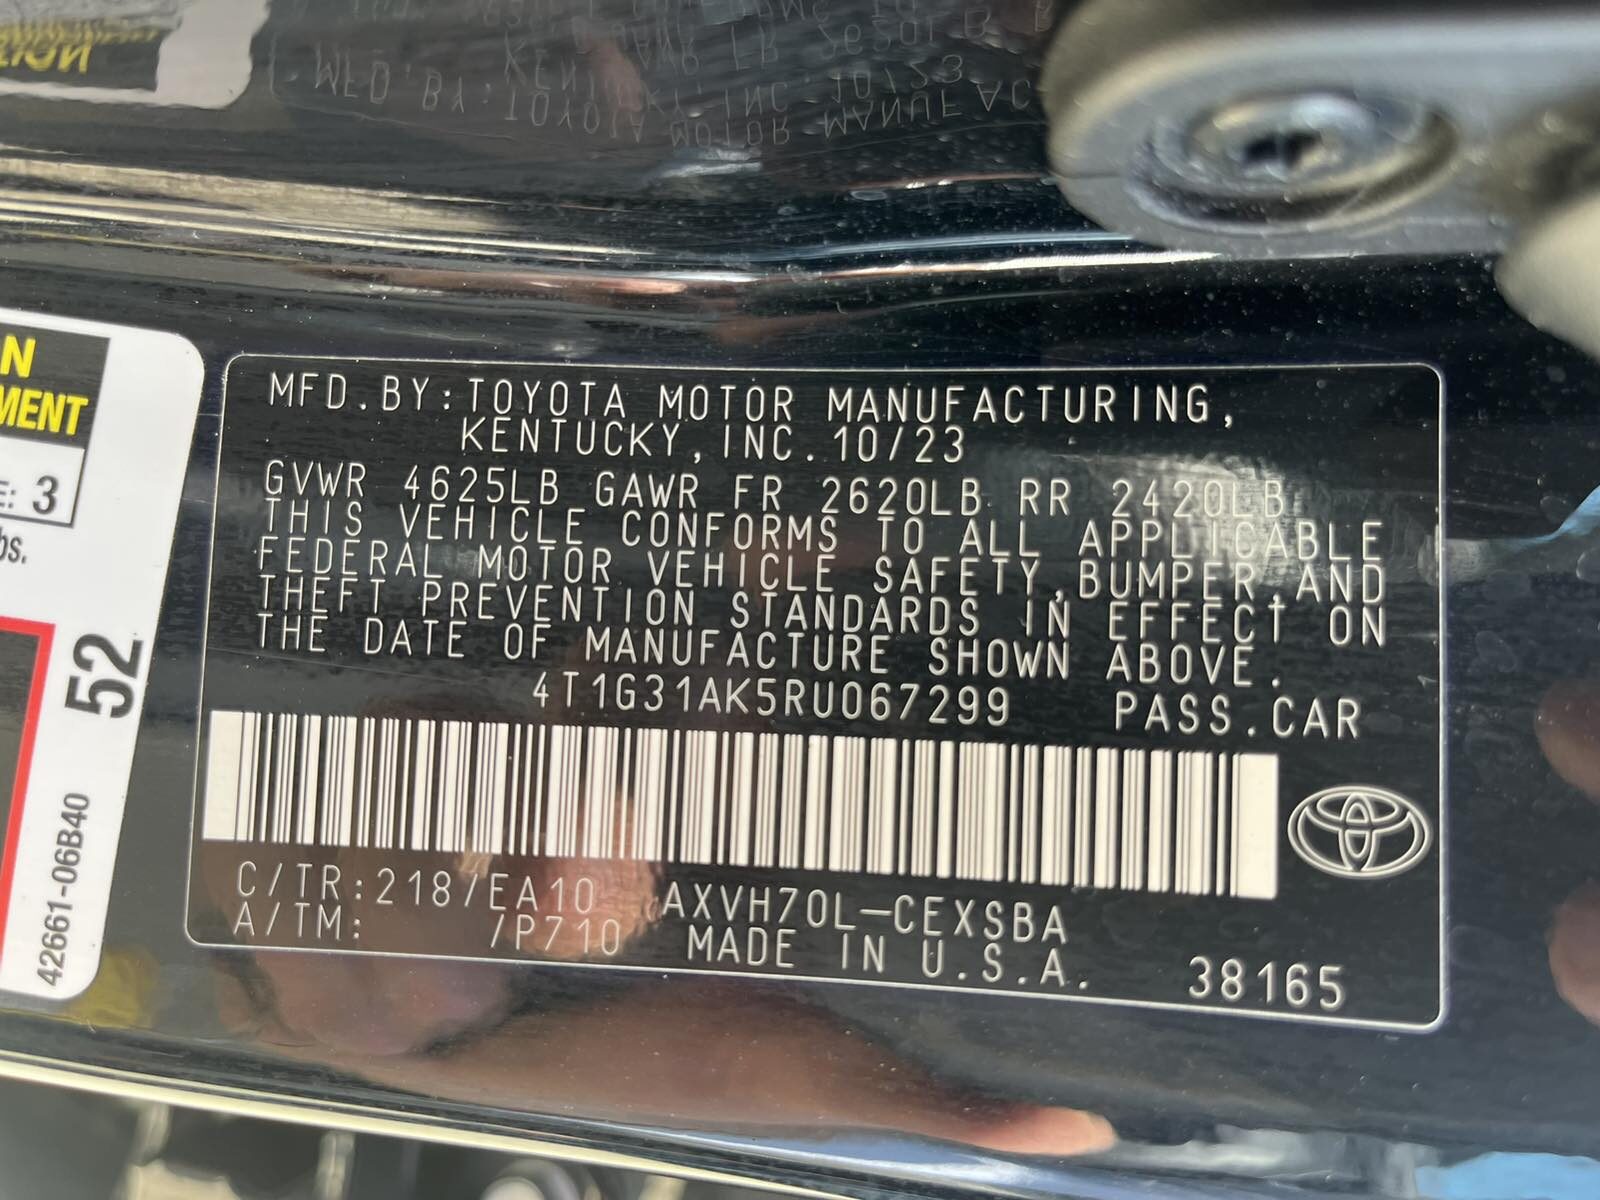 N
MENT
E: 3
bs.
52
42661-06B40
MFD.BY:TOYOTA MOTOR MANUFACTURING,
KENTUCKY,INC.10/23
GVWR 4625LB GAWR FR 2620LB RR 2420LB
THIS VEHICLE CONFORMS TO ALL APPLICABLE
FEDERAL MOTOR VEHICLE SAFETY,BUMPER,AND
THEFT PREVENTION STANDARDS IN EFFECT ON
THE DATE OF MANUFACTURE SHOWN ABOVE.
4T1G31AK5RU067299 PASS.CAR
C/TR:218/EA10 AXVH70L-CEXSBA
A/TM: /P710 MADE IN U.S.A. 38165